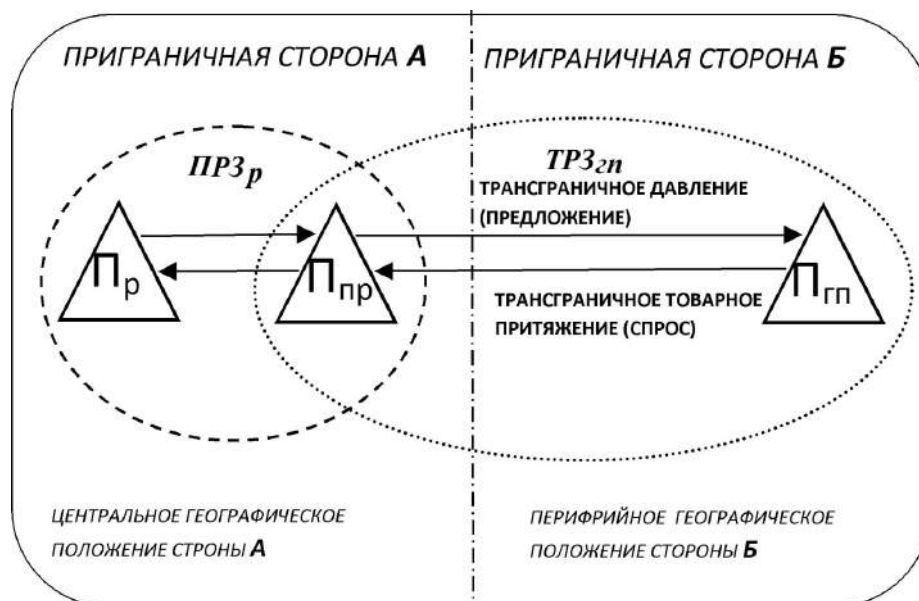 ПРИГРАНИЧНАЯ СТОРОНА А
ПРИГРАНИЧНАЯ СТОРОНА Б
ПРЗр
ТРЗгп
ТРАНСГРАНИЧНОЕ ДАВЛЕНИЕ
(ПРЕДЛОЖЕНИЕ)
Пр
Ппр
Пгп
ТРАНСГРАНИЧНОЕ ТОВАРНОЕ
ПРИТЯЖЕНИЕ (СПРОС)
ЦЕНТРАЛЬНОЕ ГЕОГРАФИЧЕСКОЕ
ПОЛОЖЕНИЕ СТРОНЫ А
ПЕРИФРИЙНОЕ ГЕОГРАФИЧЕСКОЕ
ПОЛОЖЕНИЕ СТОРОНЫ Б